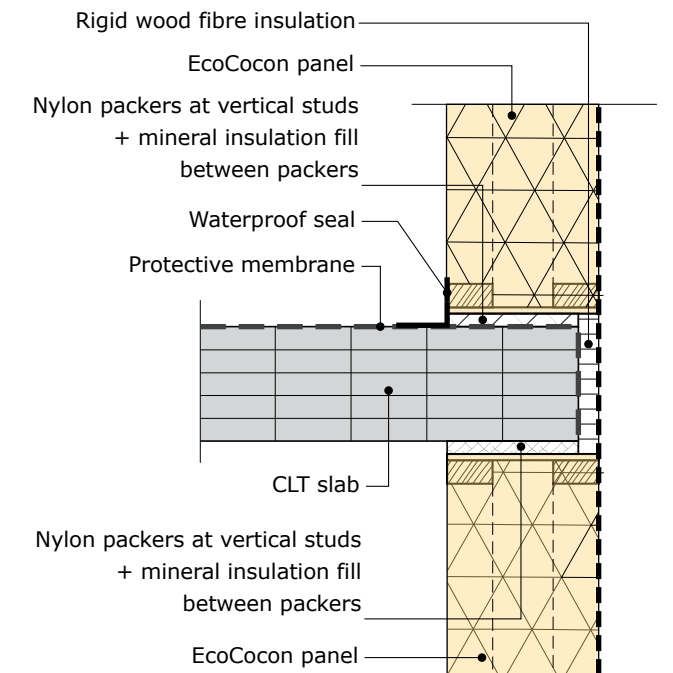 Rigid wood fibre insulation
EcoCocon panel
Nylon packers at vertical studs
+ mineral insulation fill
between packers
Waterproof seal
Protective membrane
CLT slab
Nylon packers at vertical studs
+ mineral insulation fill
between packers
EcoCocon panel